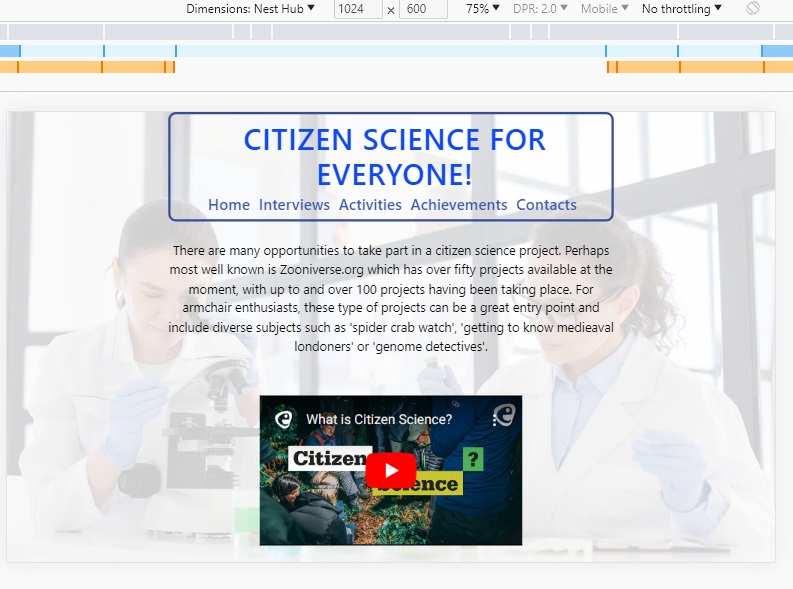 Dimensions: Nest Hub ▼ 1024 × 600 75% ▼ DPR: 2.0 ▼ Mobile ▼ No throttling ▼
CITIZEN SCIENCE FOR
EVERYONE!
Home Interviews Activities Achievements Contacts
There are many opportunities to take part in a citizen science project. Perhaps
most well known is Zooniverse.org which has over fifty projects available at the
moment, with up to and over 100 projects having been taking place. For
armchair enthusiasts, these type of projects can be a great entry point and
include diverse subjects such as 'spider crab watch', 'getting to know medieaval
londoners' or 'genome detectives'.
What is Citizen Science?
Citizen ?
Science